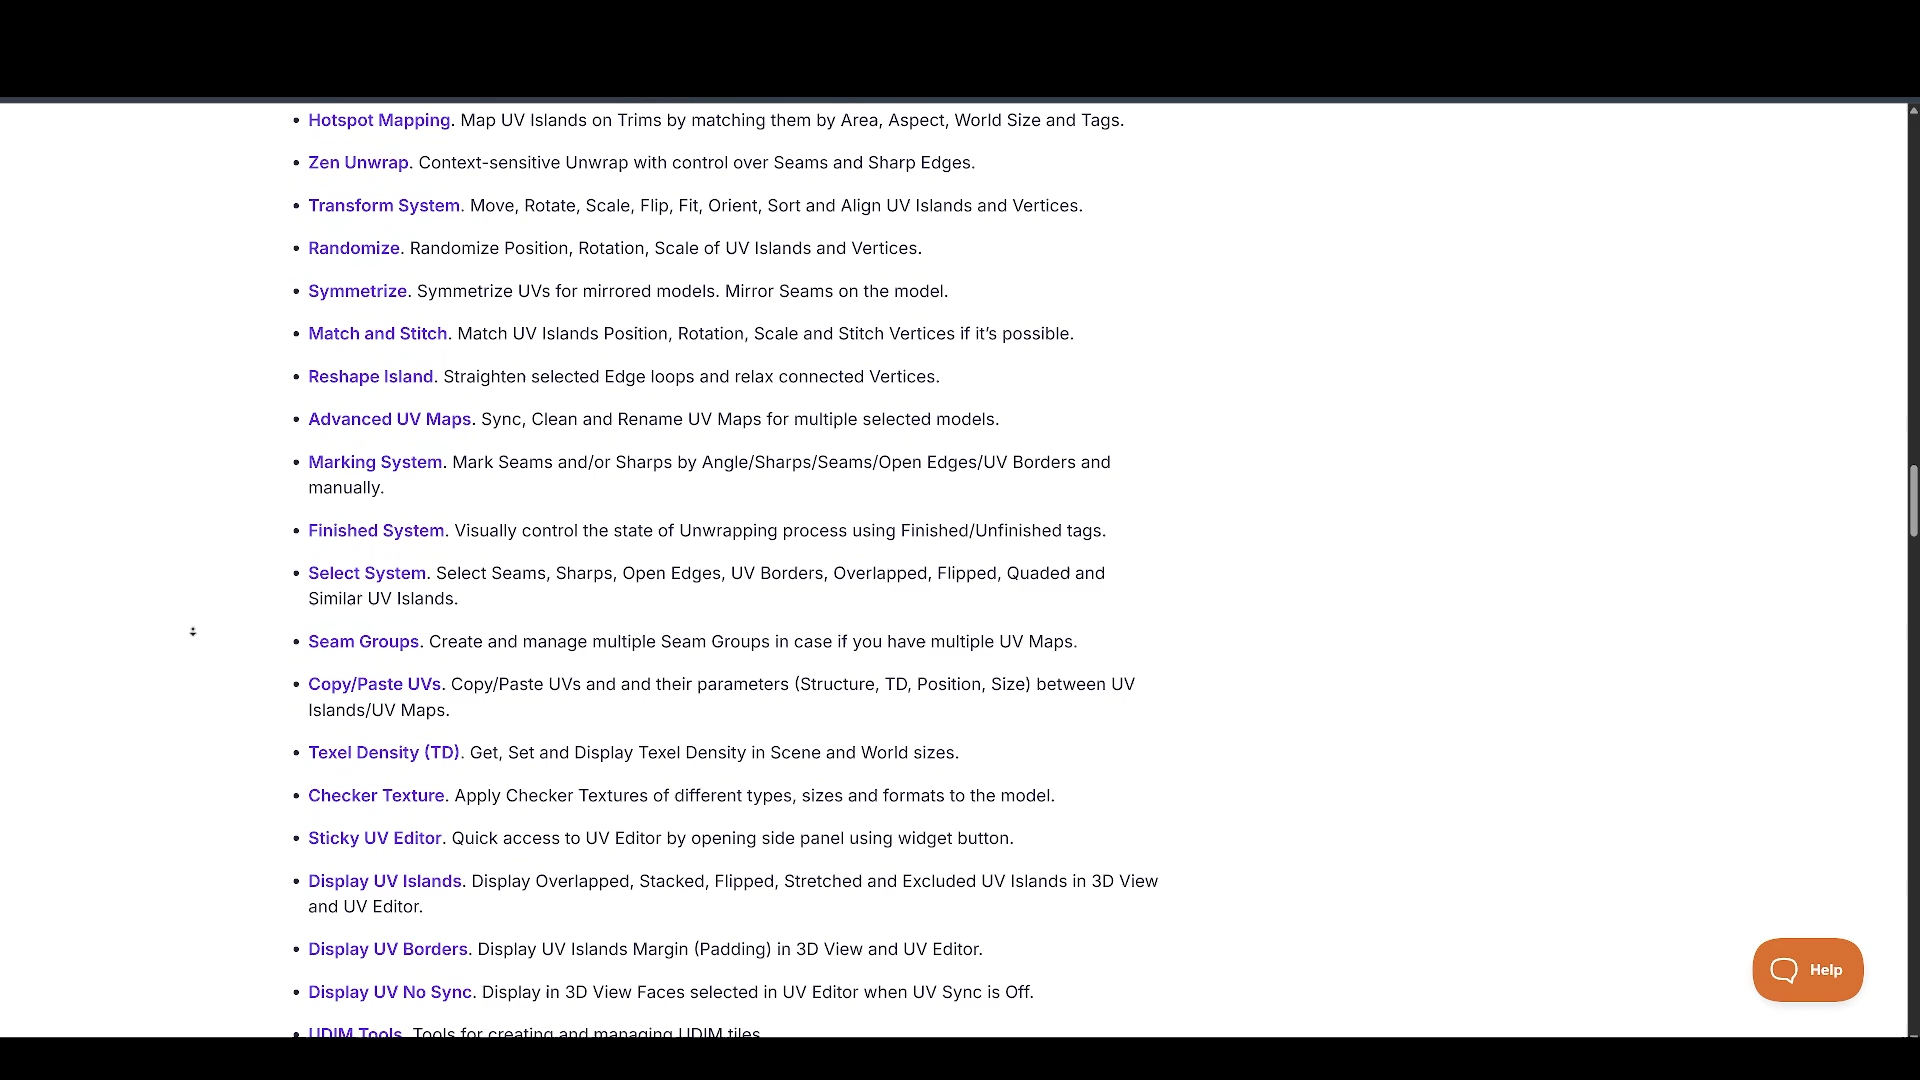 • Hotspot Mapping. Map UV Islands on Trims by matching them by Area, Aspect, World Size and Tags.
• Zen Unwrap. Context-sensitive Unwrap with control over Seams and Sharp Edges.
• Transform System. Move, Rotate, Scale, Flip, Fit, Orient, Sort and Align UV Islands and Vertices.
• Randomize. Randomize Position, Rotation, Scale of UV Islands and Vertices.
• Symmetrize. Symmetrize UVs for mirrored models. Mirror Seams on the model.
• Match and Stitch. Match UV Islands Position, Rotation, Scale and Stitch Vertices if it’s possible.
• Reshape Island. Straighten selected Edge loops and relax connected Vertices.
• Advanced UV Maps. Sync, Clean and Rename UV Maps for multiple selected models.
• Marking System. Mark Seams and/or Sharps by Angle/Sharps/Seams/Open Edges/UV Borders and
manually.
• Finished System. Visually control the state of Unwrapping process using Finished/Unfinished tags.
• Select System. Select Seams, Sharps, Open Edges, UV Borders, Overlapped, Flipped, Quaded and
Similar UV Islands.
• Seam Groups. Create and manage multiple Seam Groups in case if you have multiple UV Maps.
• Copy/Paste UVs. Copy/Paste UVs and and their parameters (Structure, TD, Position, Size) between UV
Islands/UV Maps.
• Texel Density (TD). Get, Set and Display Texel Density in Scene and World sizes.
• Checker Texture. Apply Checker Textures of different types, sizes and formats to the model.
• Sticky UV Editor. Quick access to UV Editor by opening side panel using widget button.
• Display UV Islands. Display Overlapped, Stacked, Flipped, Stretched and Excluded UV Islands in 3D View
and UV Editor.
• Display UV Borders. Display UV Islands Margin (Padding) in 3D View and UV Editor.
• Display UV No Sync. Display in 3D View Faces selected in UV Editor when UV Sync is Off.
• UDIM Tools. Tools for creating and managing UDIM tiles
Help